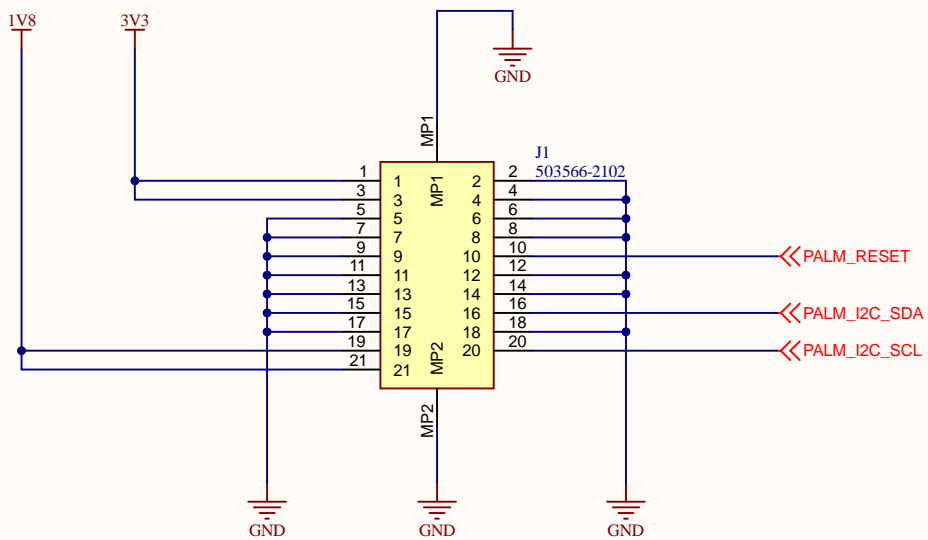 1V8
3V3
GND
MP1
J1
503566-2102
1 1 MP1 2 2
3 3 4 4
5 5 6 6
7 7 8 8
9 9 10 10 PALM_RESET
11 11 12 12
13 13 14 14
15 15 16 16 PALM_I2C_SDA
17 17 18 18
19 19 MP2 20 20 PALM_I2C_SCL
21 21
MP2
GND GND GND